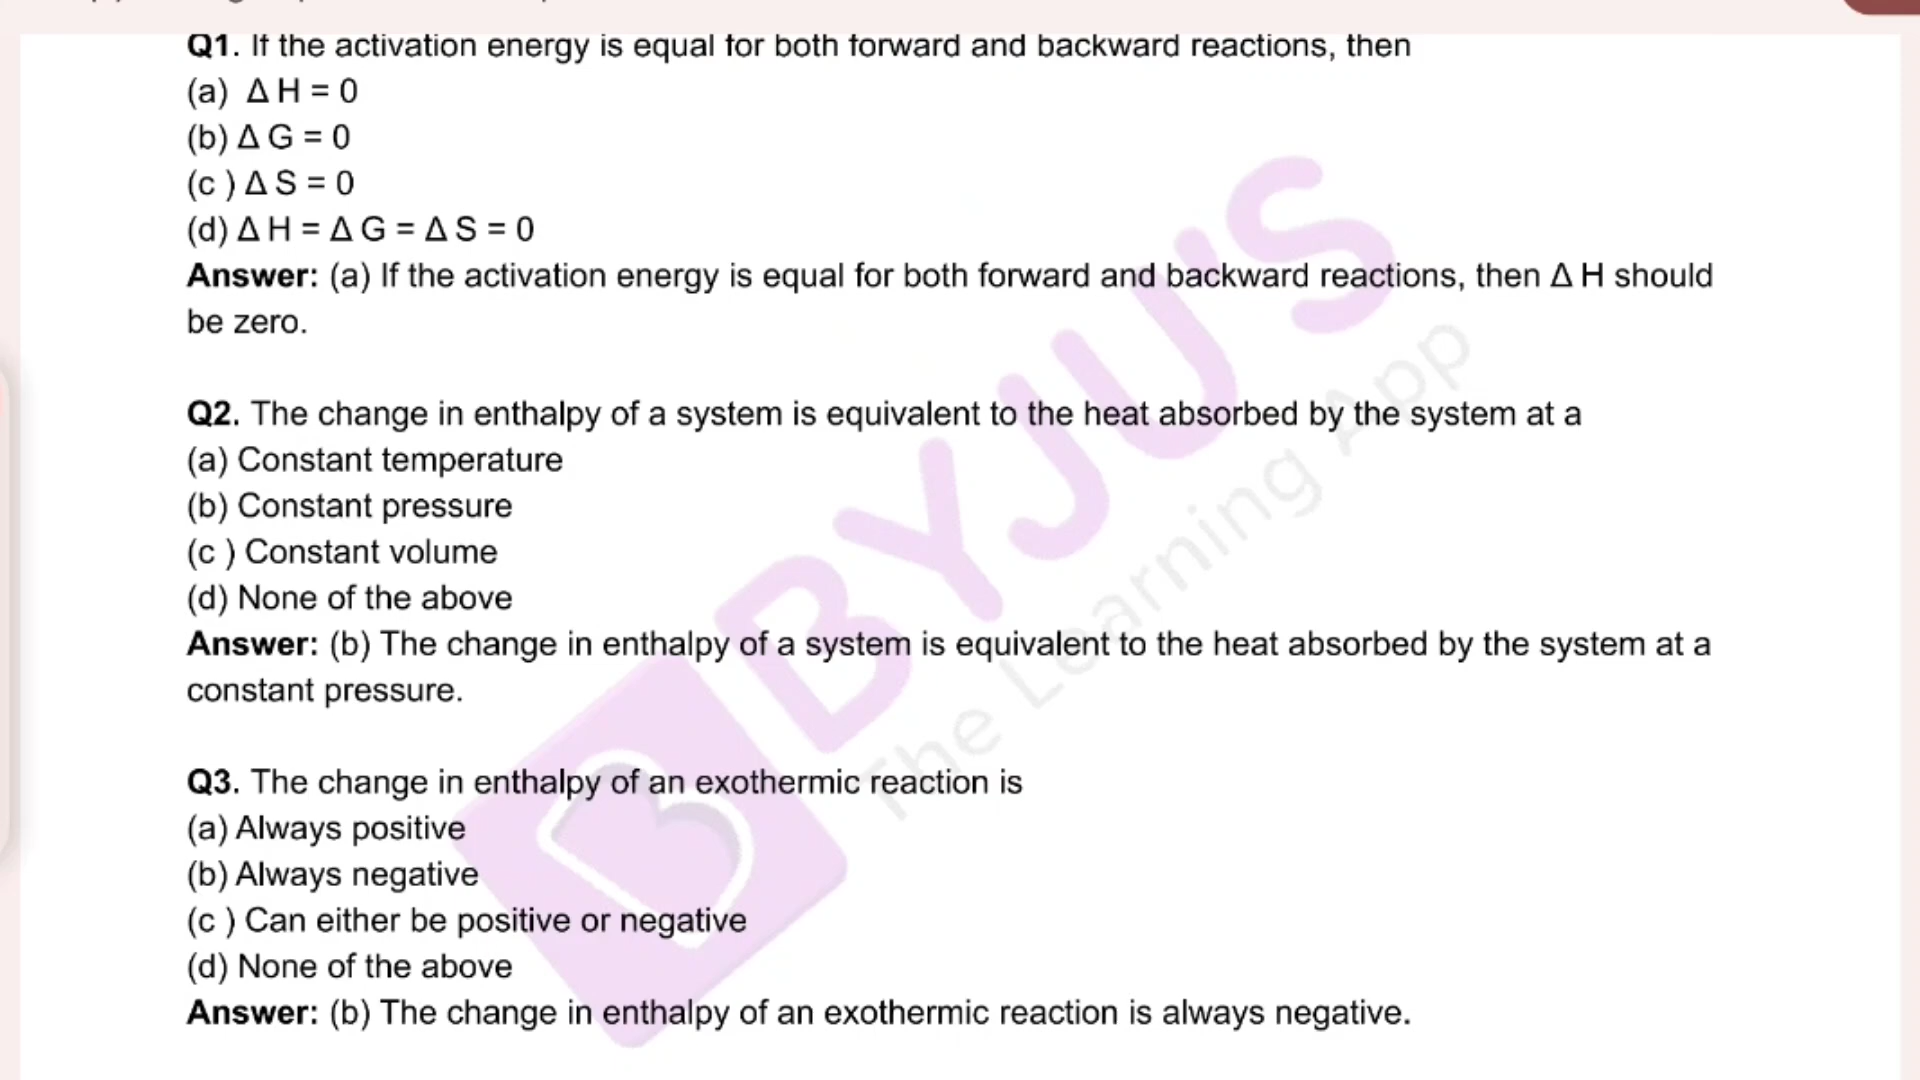 Q1. If the activation energy is equal for both forward and backward reactions, then
(a) Δ H = 0
(b) Δ G = 0
(c ) Δ S = 0
(d) Δ H = Δ G = Δ S = 0
Answer: (a) If the activation energy is equal for both forward and backward reactions, then Δ H should
be zero.
Q2. The change in enthalpy of a system is equivalent to the heat absorbed by the system at a
(a) Constant temperature
(b) Constant pressure
(c ) Constant volume
(d) None of the above
Answer: (b) The change in enthalpy of a system is equivalent to the heat absorbed by the system at a
constant pressure.
Q3. The change in enthalpy of an exothermic reaction is
(a) Always positive
(b) Always negative
(c ) Can either be positive or negative
(d) None of the above
Answer: (b) The change in enthalpy of an exothermic reaction is always negative.
BYJU'S
The Learning App